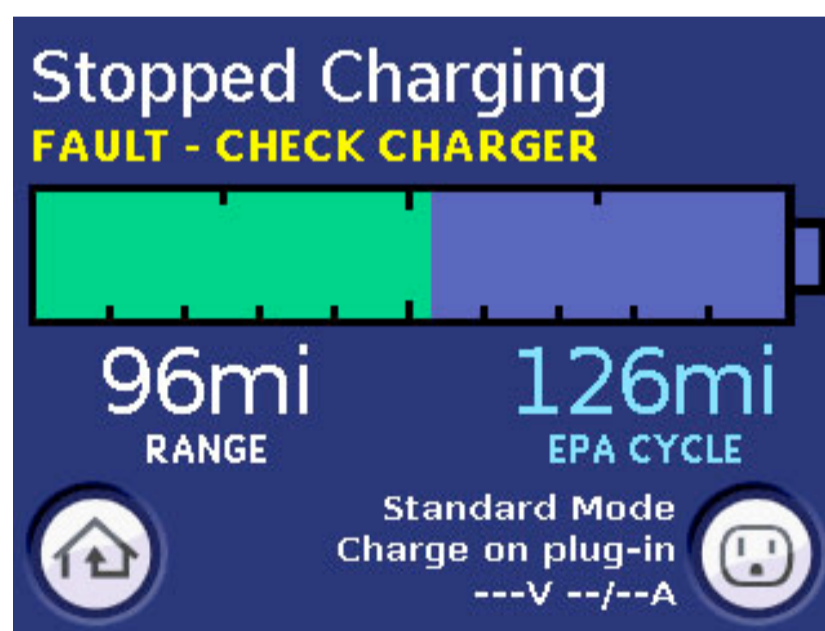 Stopped Charging
FAULT - CHECK CHARGER
96mi
RANGE
126mi
EPA CYCLE
Standard Mode
Charge on plug-in
---V --/--A